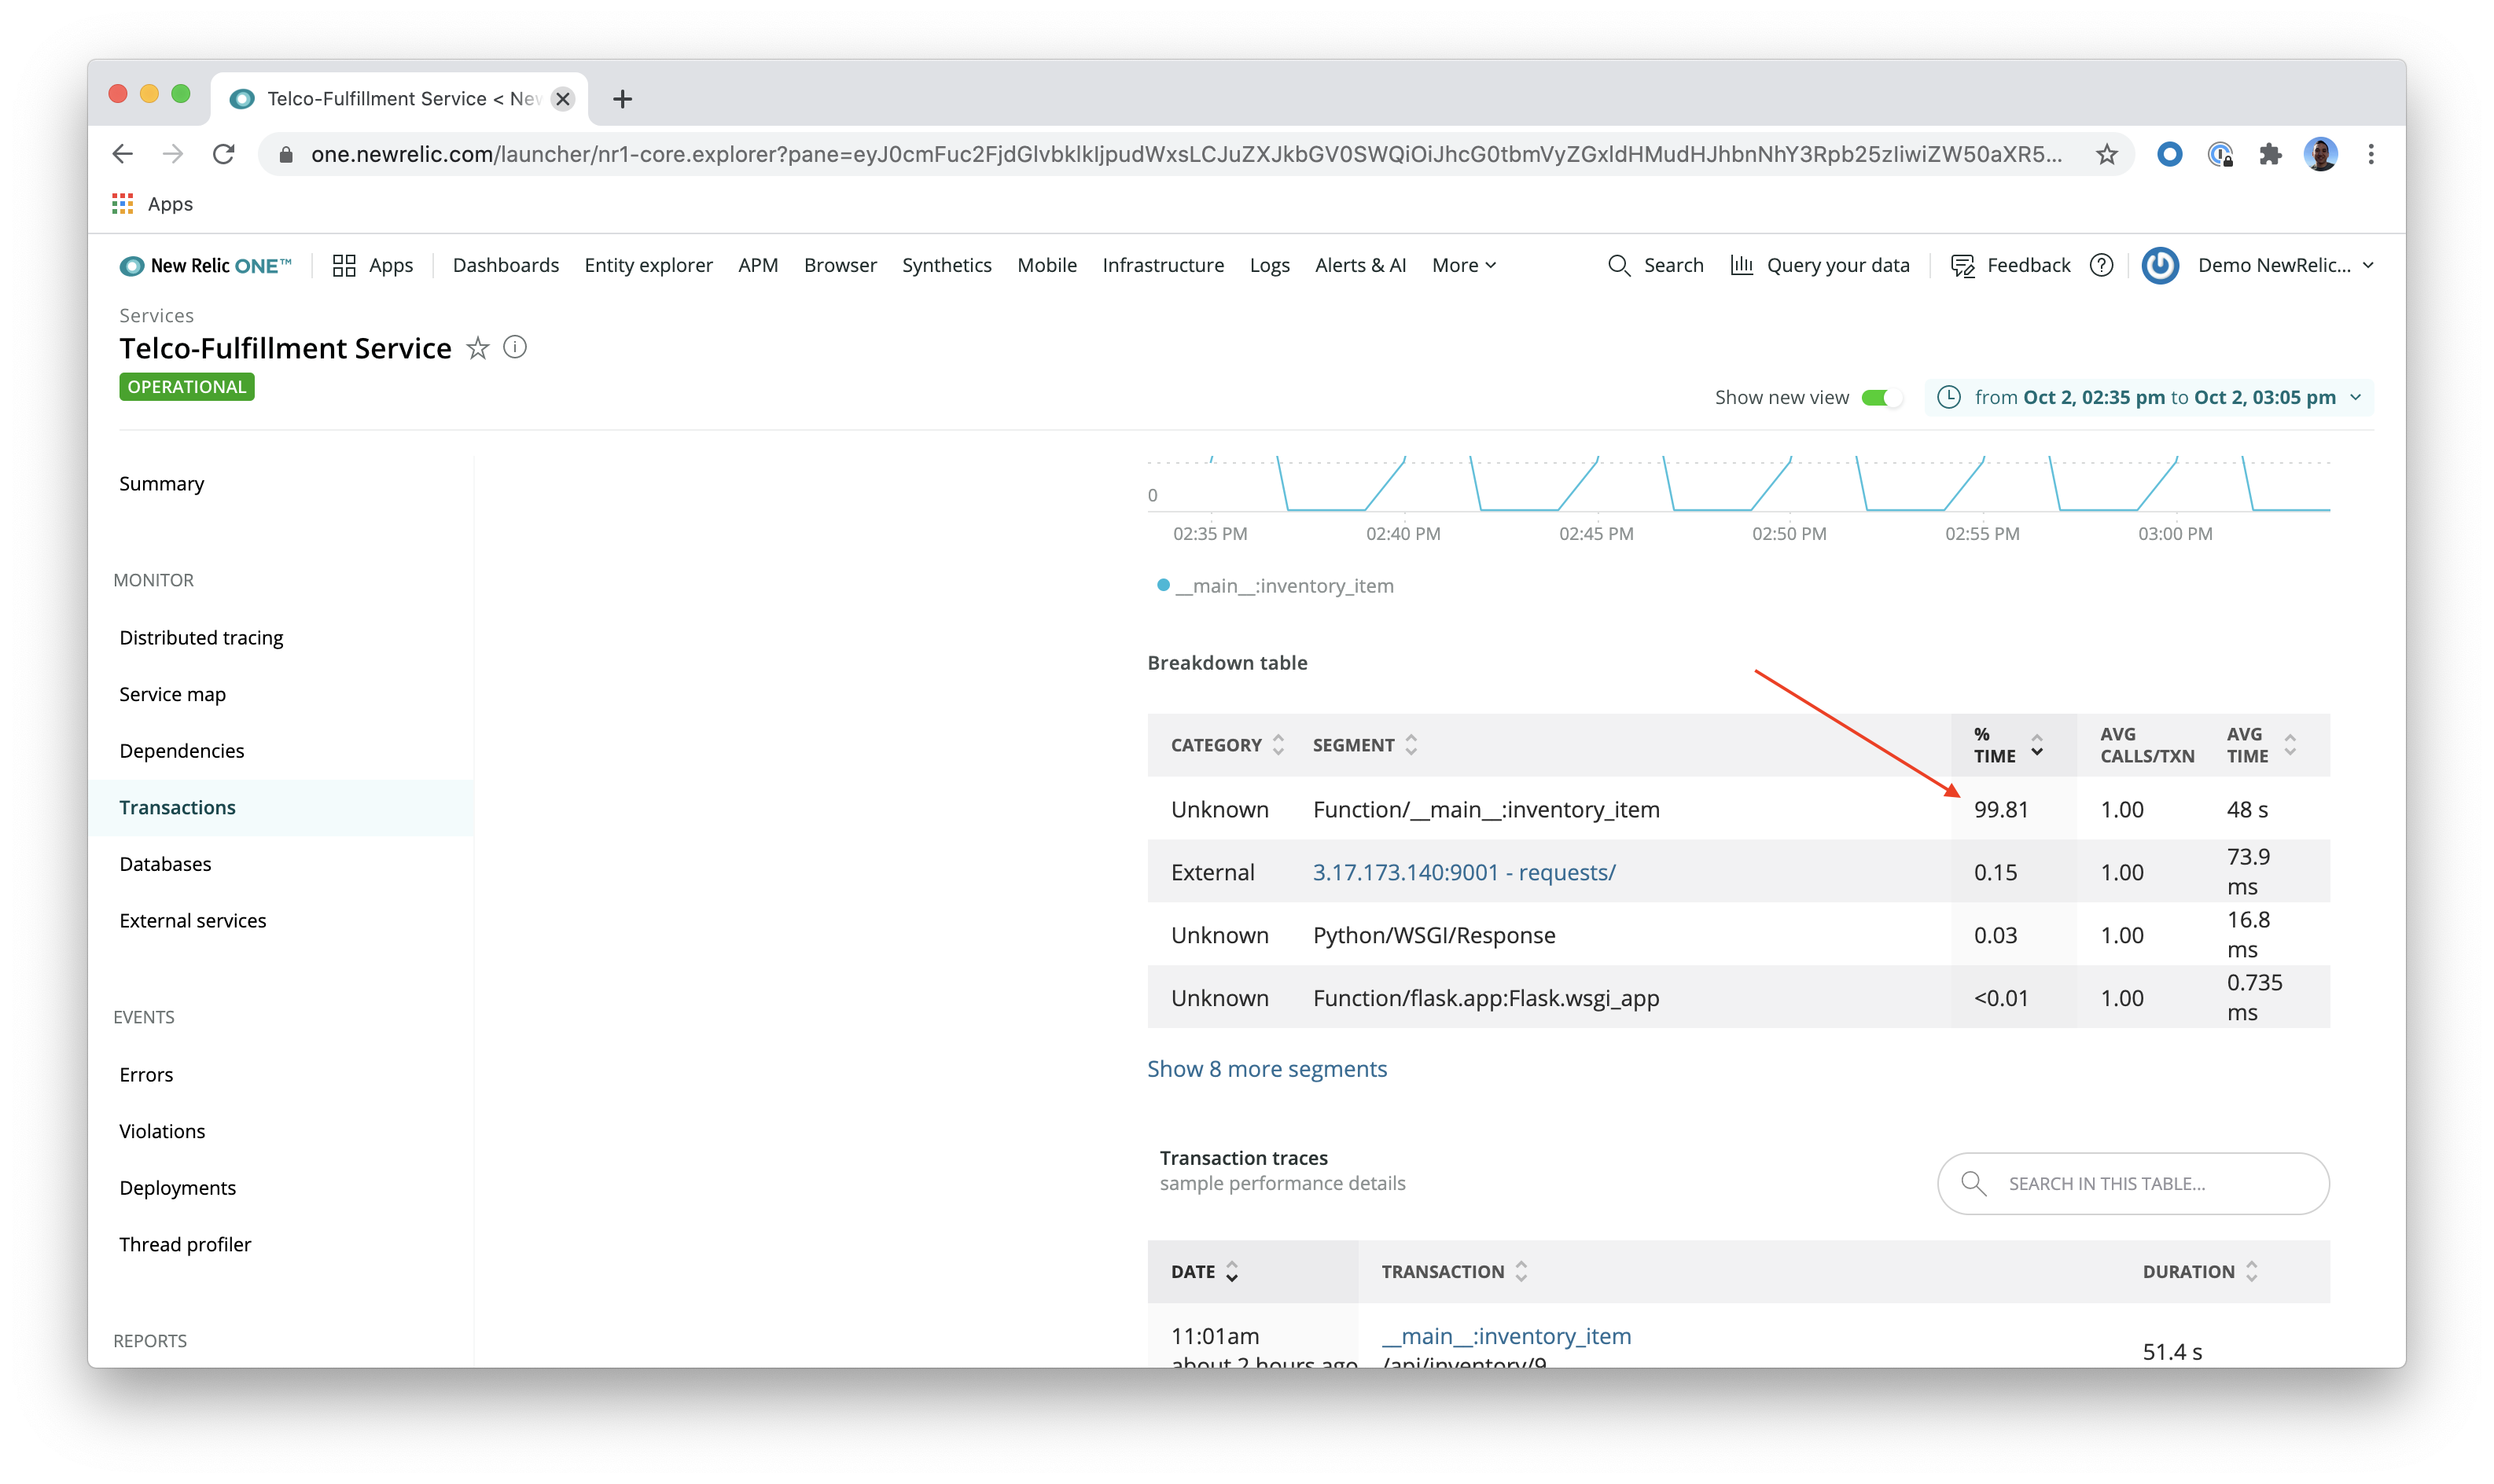 Telco-Fulfillment Service < New
one.newrelic.com/launcher/nr1-core.explorer?pane=eyJ0cmFuc2FjdGlvbklkIjpudWxsLCJuZXJkbGV0SWQiOiJhcG0tbmVyZGxldHMudHJhbnNhY3Rpb25zIiwiZW50aXR5...
Apps
New Relic ONE™ Apps Dashboards Entity explorer APM Browser Synthetics Mobile Infrastructure Logs Alerts & AI More Search Query your data Feedback Demo NewRelic...
Services
Telco-Fulfillment Service
OPERATIONAL
Show new view from Oct 2, 02:35 pm to Oct 2, 03:05 pm
Summary
MONITOR
Distributed tracing
Service map
Dependencies
Transactions
Databases
External services
EVENTS
Errors
Violations
Deployments
Thread profiler
REPORTS
0
02:35 PM 02:40 PM 02:45 PM 02:50 PM 02:55 PM 03:00 PM
__main__:inventory_item
Breakdown table
CATEGORY SEGMENT % TIME AVG CALLS/TXN AVG TIME
Unknown Function/__main__:inventory_item 99.81 1.00 48 s
External 3.17.173.140:9001 - requests/ 0.15 1.00 73.9 ms
Unknown Python/WSGI/Response 0.03 1.00 16.8 ms
Unknown Function/flask.app:Flask.wsgi_app <0.01 1.00 0.735 ms
Show 8 more segments
Transaction traces
sample performance details
SEARCH IN THIS TABLE...
DATE TRANSACTION DURATION
11:01am __main__:inventory_item 51.4 s
about 2 hours ago /api/inventory/9